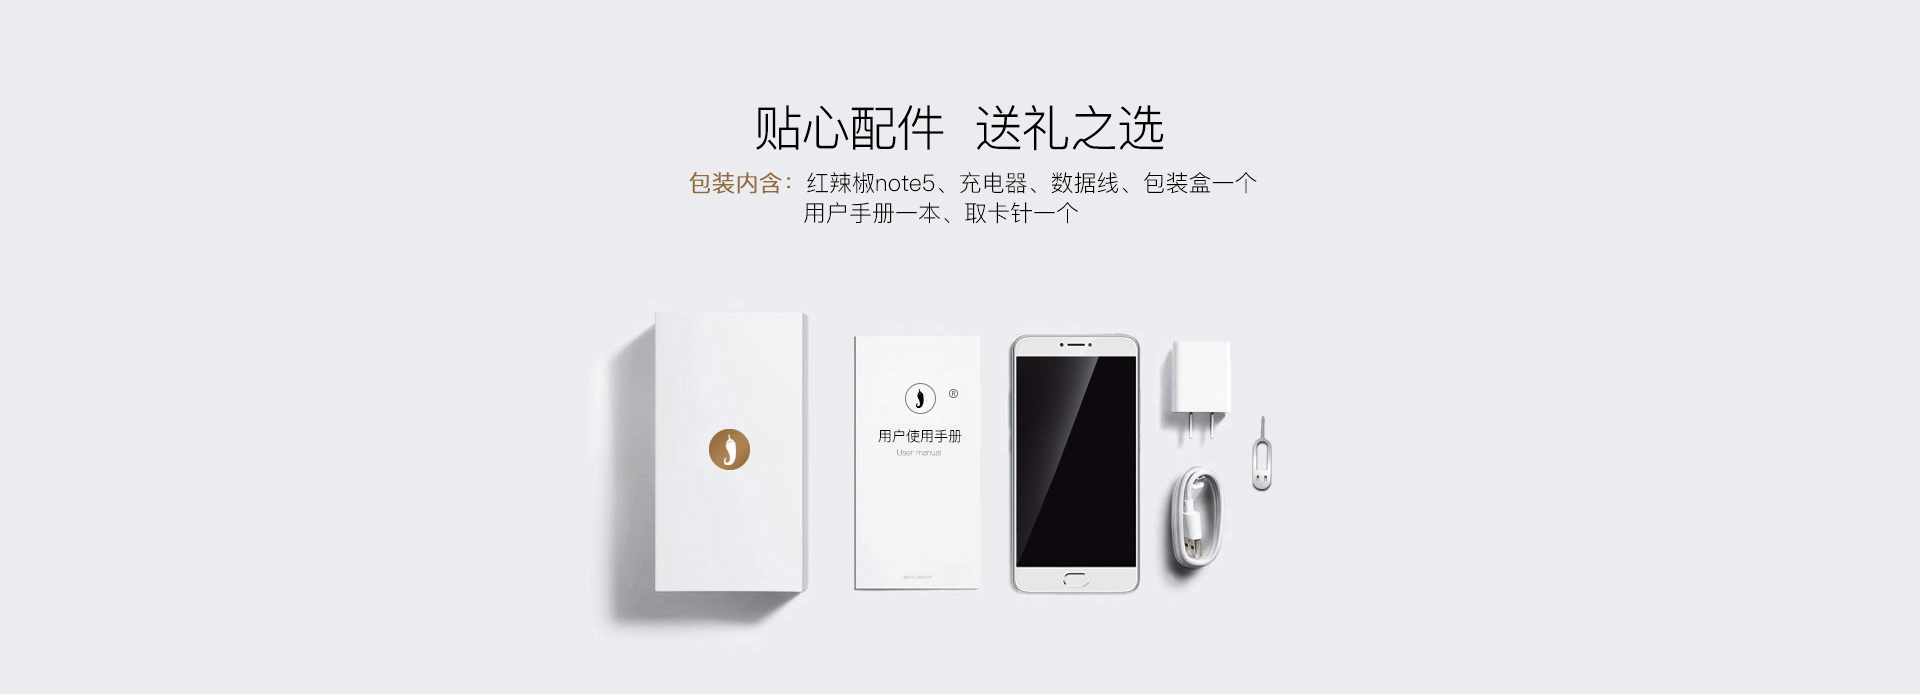 贴心配件 送礼之选
包装内含：红辣椒note5、充电器、数据线、包装盒一个
用户手册一本、取卡针一个
®
用户使用手册
User manual